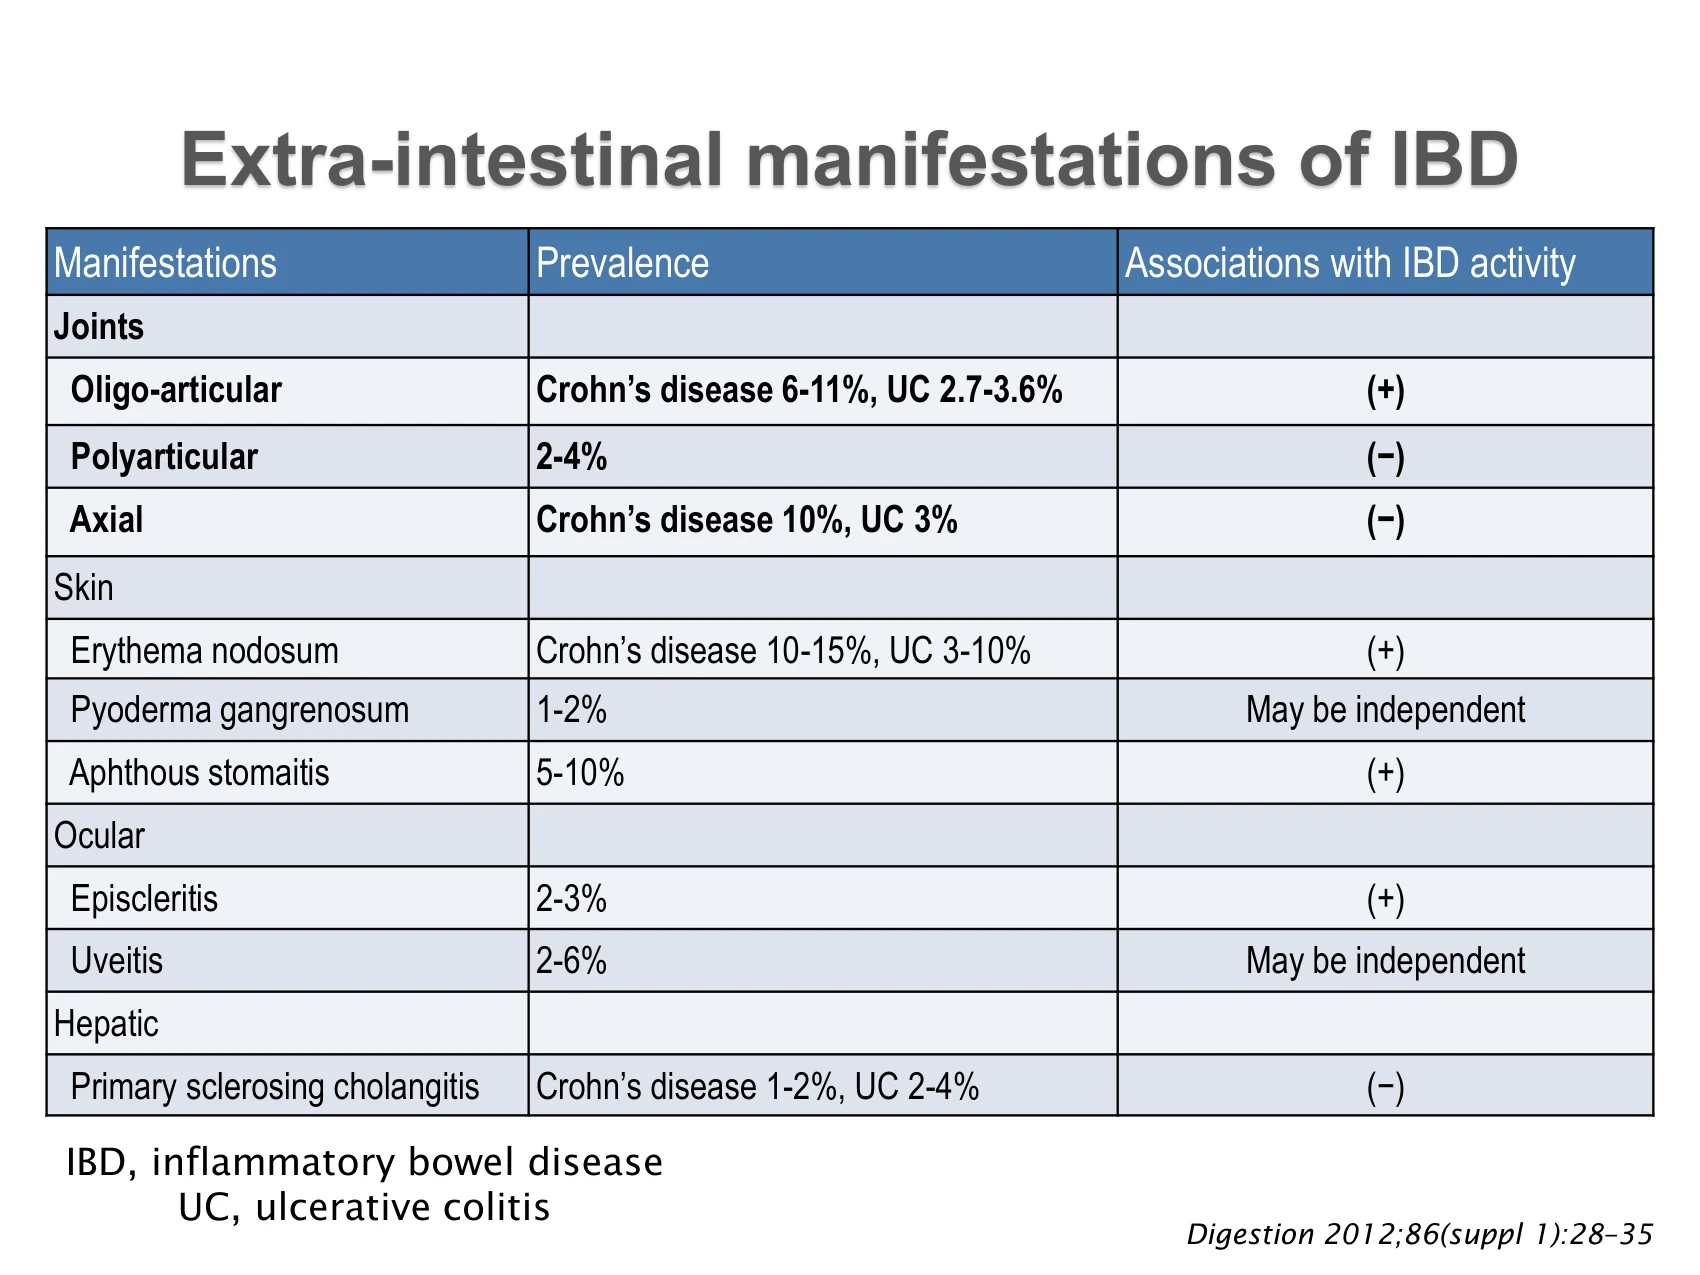 Extra-intestinal manifestations of IBD
Manifestations Prevalence Associations with IBD activity
Joints
Oligo-articular Crohn’s disease 6-11%, UC 2.7-3.6% (+)
Polyarticular 2-4% (−)
Axial Crohn’s disease 10%, UC 3% (−)
Skin
Erythema nodosum Crohn’s disease 10-15%, UC 3-10% (+)
Pyoderma gangrenosum 1-2% May be independent
Aphthous stomaitis 5-10% (+)
Ocular
Episcleritis 2-3% (+)
Uveitis 2-6% May be independent
Hepatic
Primary sclerosing cholangitis Crohn’s disease 1-2%, UC 2-4% (−)
IBD, inflammatory bowel disease
UC, ulcerative colitis
Digestion 2012;86(suppl 1):28–35